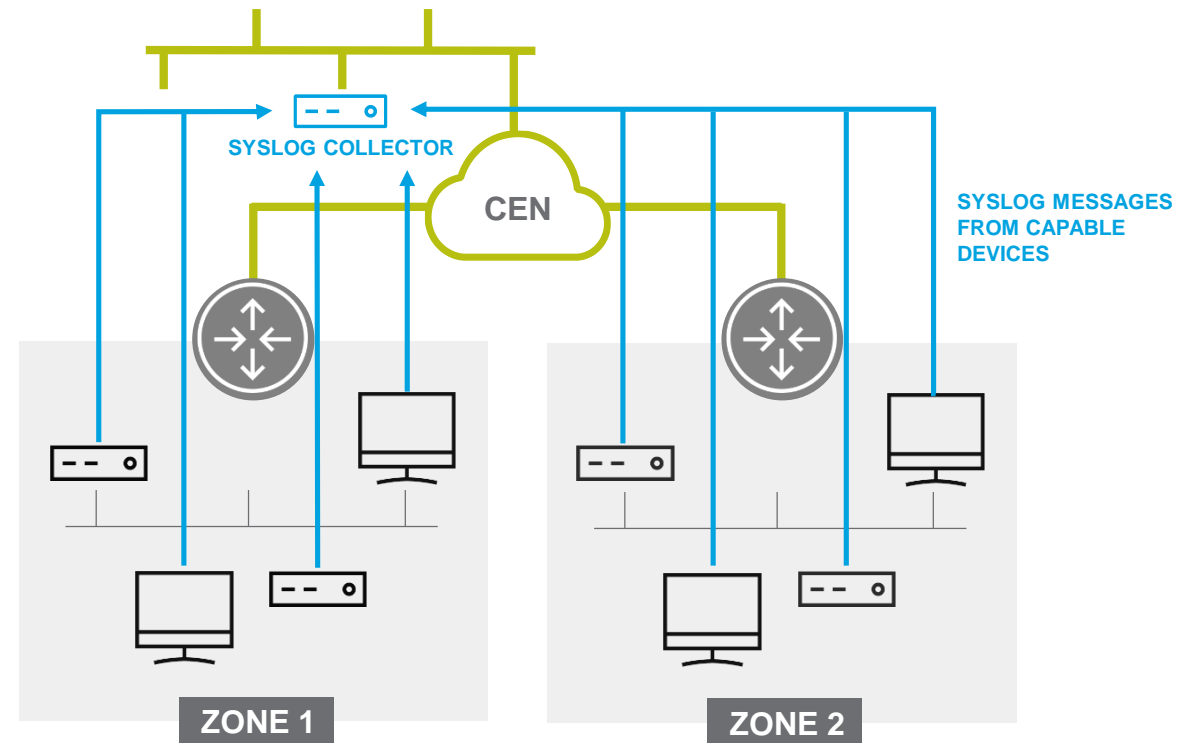 SYSLOG COLLECTOR
CEN
SYSLOG MESSAGES
FROM CAPABLE
DEVICES
ZONE 1
ZONE 2